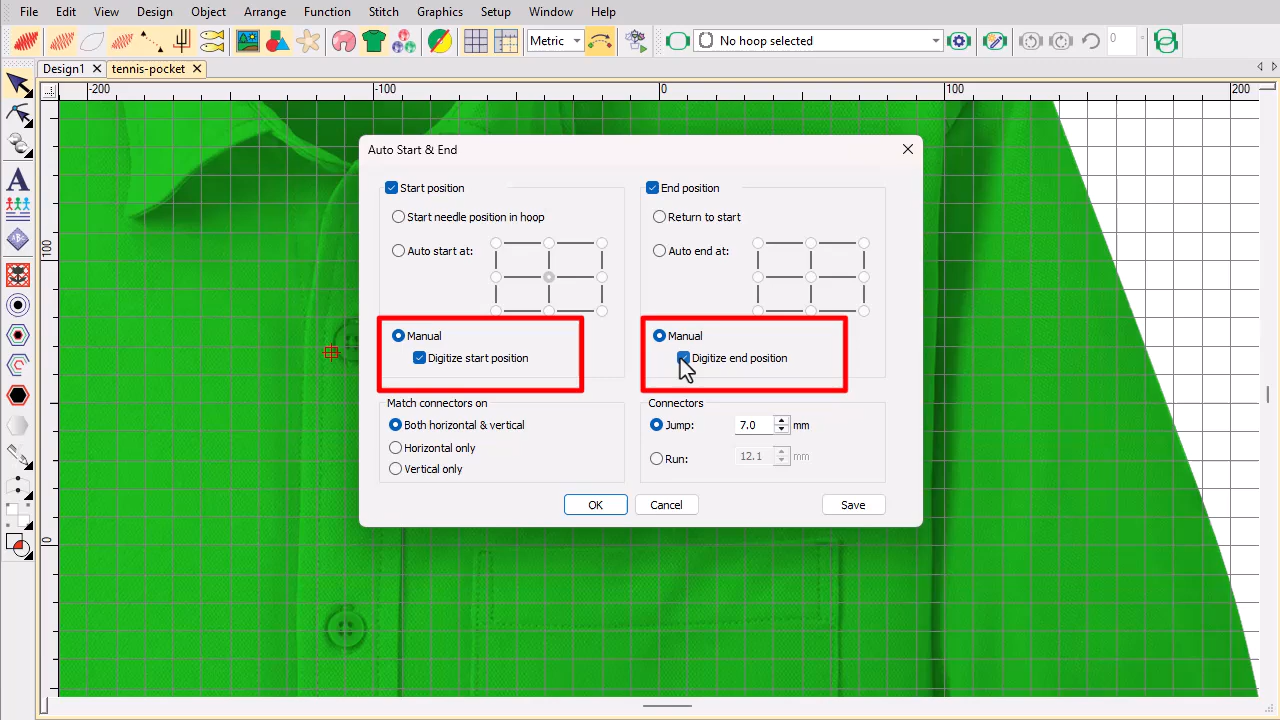 File Edit View Design Object Arrange Function Stitch Graphics Setup Window Help
Metric No hoop selected 0 °
Design1 tennis-pocket
-200 -100 0 100 200
100
0
Auto Start & End
Start position
Start needle position in hoop
Auto start at:
Manual
Digitize start position
End position
Return to start
Auto end at:
Manual
Digitize end position
Match connectors on
Both horizontal & vertical
Horizontal only
Vertical only
Connectors
Jump: 7.0 mm
Run: 12.1 mm
OK Cancel Save